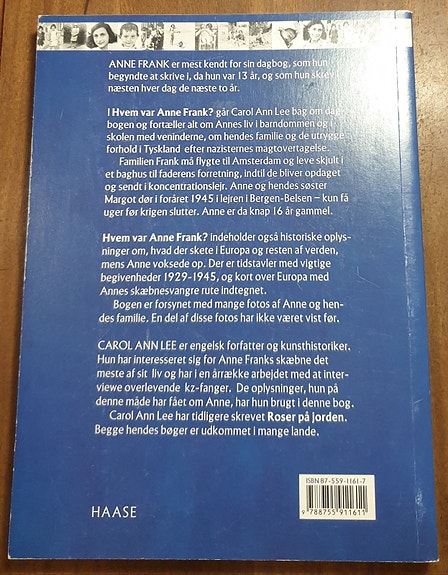 ANNE FRANK er mest kendt for sin dagbog, som hun
begyndte at skrive i, da hun var 13 år, og som hun skrev i
næsten hver dag de næste to år.
I Hvem var Anne Frank? går Carol Ann Lee bag om dag-
bogen og fortæller alt om Annes liv i barndommen og i
skolen med veninderne, om hendes familie og de utrygge
forhold i Tyskland efter nazisternes magtovertagelse.
Familien Frank må flygte til Amsterdam og leve skjult i
et baghus til faderens forretning, indtil de bliver opdaget
og sendt i koncentrationslejr. Anne og hendes søster
Margot dør i foråret 1945 i lejren i Bergen-Belsen – kun få
uger før krigen slutter. Anne er da knap 16 år gammel.
Hvem var Anne Frank? indeholder også historiske oplys-
ninger om, hvad der skete i Europa og resten af verden,
mens Anne voksede op. Der er tidstavler med vigtige
begivenheder 1929-1945, og kort over Europa med
Annes skæbnesvangre rute indtegnet.
Bogen er forsynet med mange fotos af Anne og hen-
des familie. En del af disse fotos har ikke været vist før.
CAROL ANN LEE er engelsk forfatter og kunsthistoriker.
Hun har interesseret sig for Anne Franks skæbne det
meste af sit liv og har i en årrække arbejdet med at inter-
viewe overlevende kz-fanger. De oplysninger, hun på
denne måde har fået om Anne, har hun brugt i denne bog.
Carol Ann Lee har tidligere skrevet Roser på jorden.
Begge hendes bøger er udkommet i mange lande.
ISBN 87-559-1161-7
9 788755 911611
HAASE